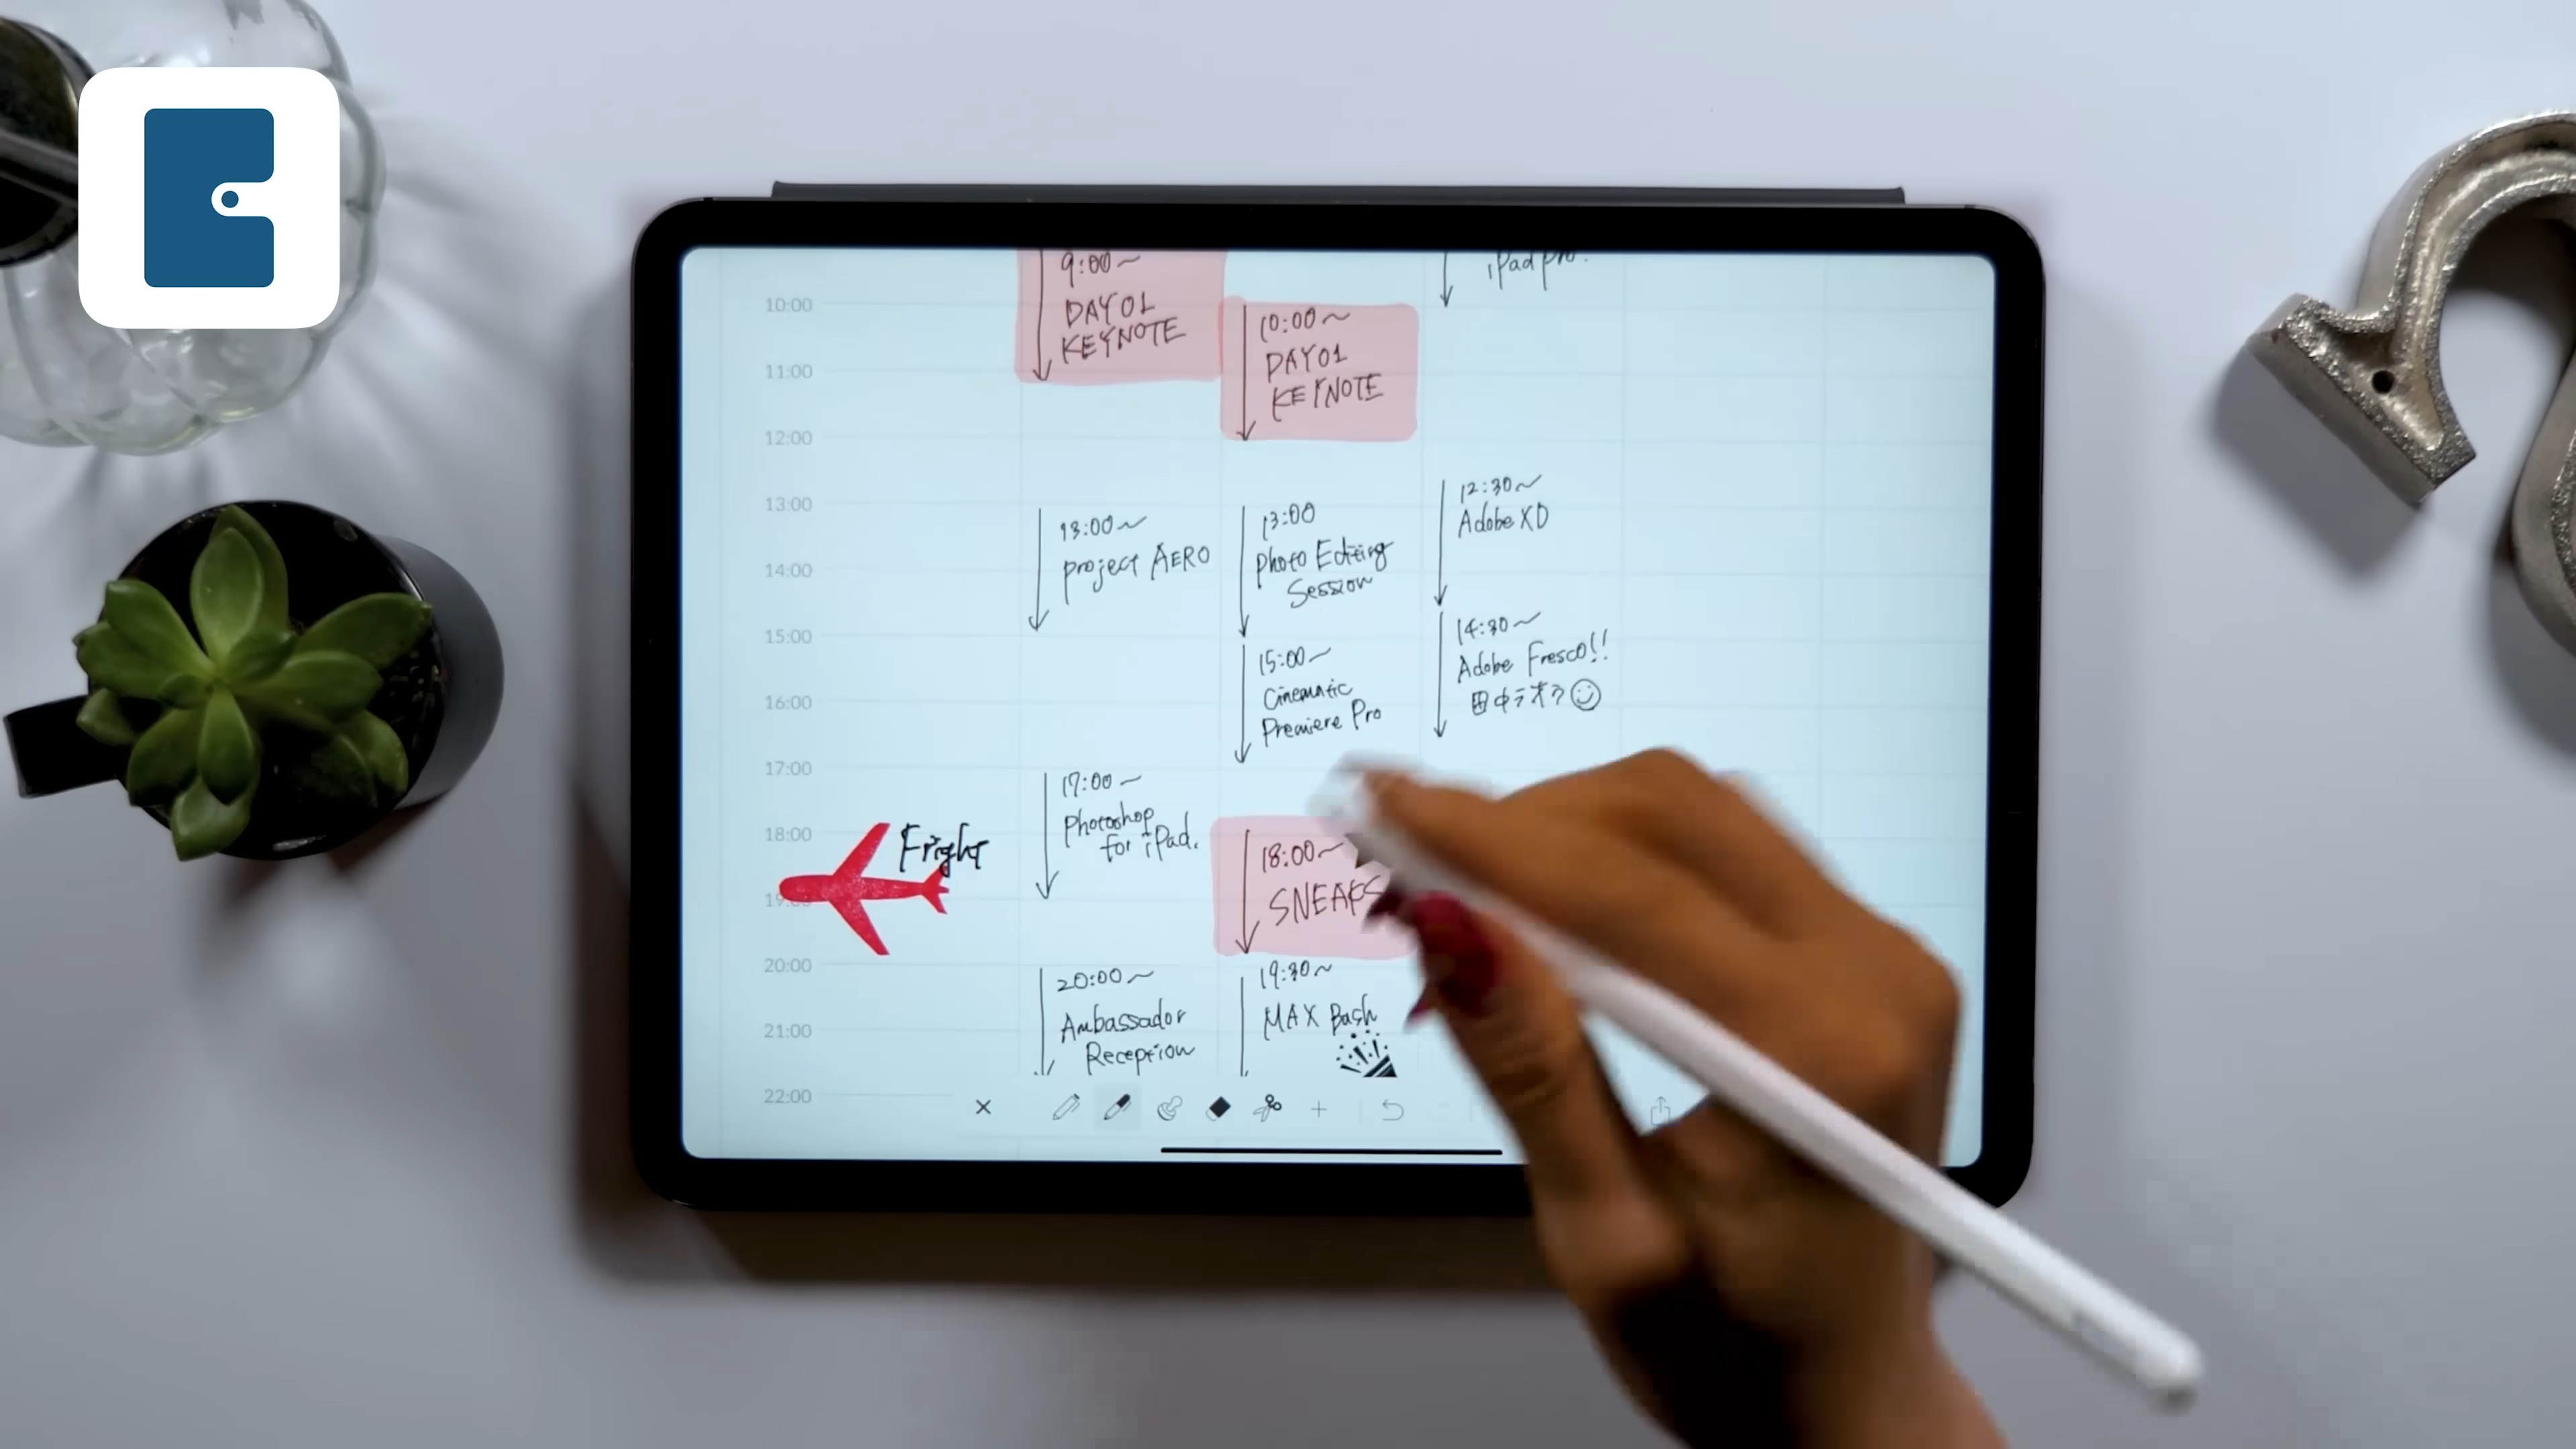 10:00
11:00
12:00
13:00
14:00
15:00
16:00
17:00
18:00
20:00
21:00
22:00
Fright
9:00~
DAY01
KEYNOTE
13:00~
project AERO
17:00~
Photoshop
for iPad.
20:00~
Ambassador
Reception
10:00~
DAY01
KEYNOTE
13:00
Photo Editing
Session
15:00~
Cinematic
Premiere Pro
18:00~
SNEAKS
19:30~
MAX Bash
iPad pro.
12:30~
Adobe XD
14:30~
Adobe Fresco!!